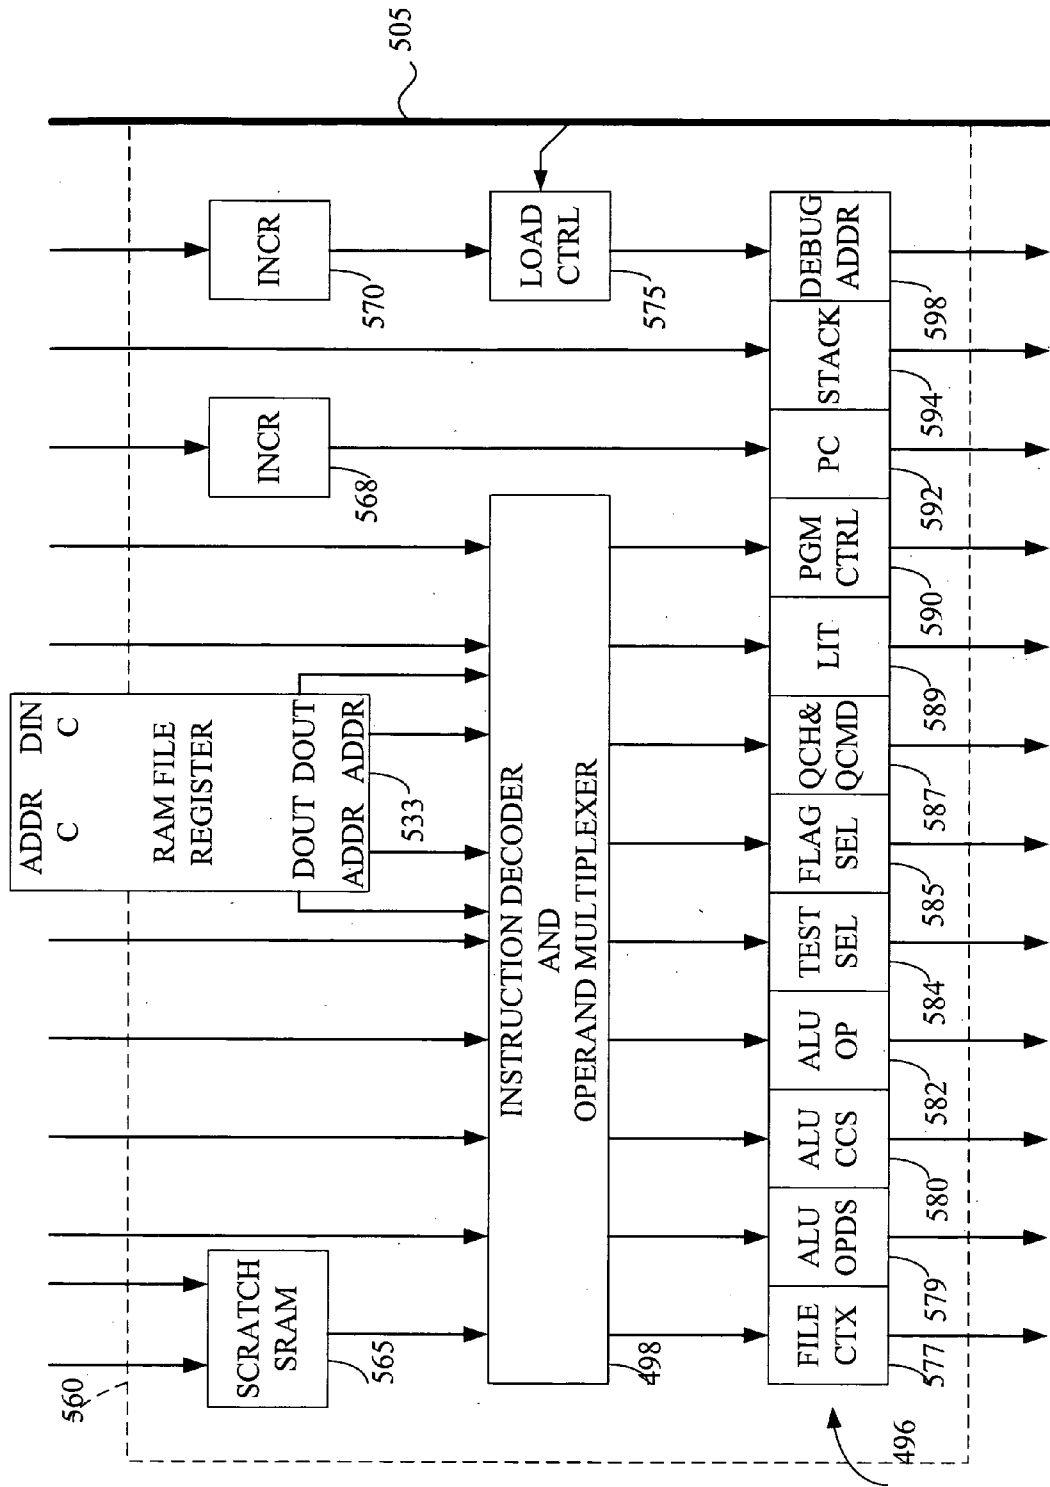 505
560
ADDR DIN
C C
RAM FILE
REGISTER
DOUT DOUT
ADDR ADDR
533
SCRATCH
SRAM
565
INCR
568
INCR
570
LOAD
CTRL
575
INSTRUCTION DECODER
AND
OPERAND MULTIPLEXER
498
FILE
CTX
577
ALU
OPDS
579
ALU
CCS
580
ALU
OP
582
TEST
SEL
584
FLAG
SEL
585
QCH&
QCMD
587
LIT
589
PGM
CTRL
590
PC
592
STACK
594
DEBUG
ADDR
598
496